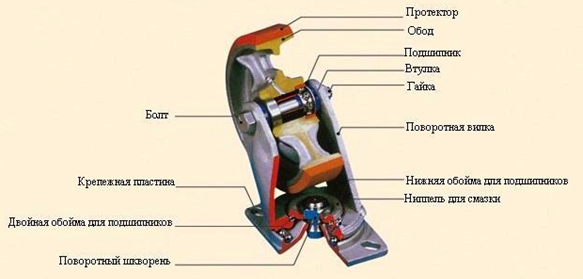 Протектор
Обод
Подшипник
Втулка
Гайка
Болт
Поворотная вилка
Крепежная пластина
Нижняя обойма для подшипников
Ниппель для смазки
Двойная обойма для подшипников
Поворотный шкворень